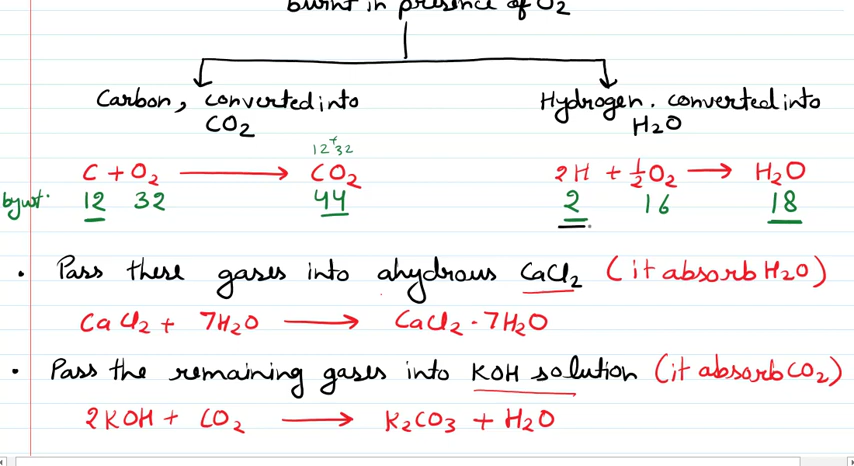 burnt in presence of O2
Carbon, converted into
CO2
Hydrogen. converted into
H2O
12+32
C + O2 → CO2
2H + 1/2 O2 → H2O
by wt. 12 32 44
2 16 18
• Pass these gases into ahydrous CaCl2 (it absorb H2O)
CaCl2 + 7H2O → CaCl2·7H2O
• Pass the remaining gases into KOH solution (it absorb CO2)
2KOH + CO2 → K2CO3 + H2O